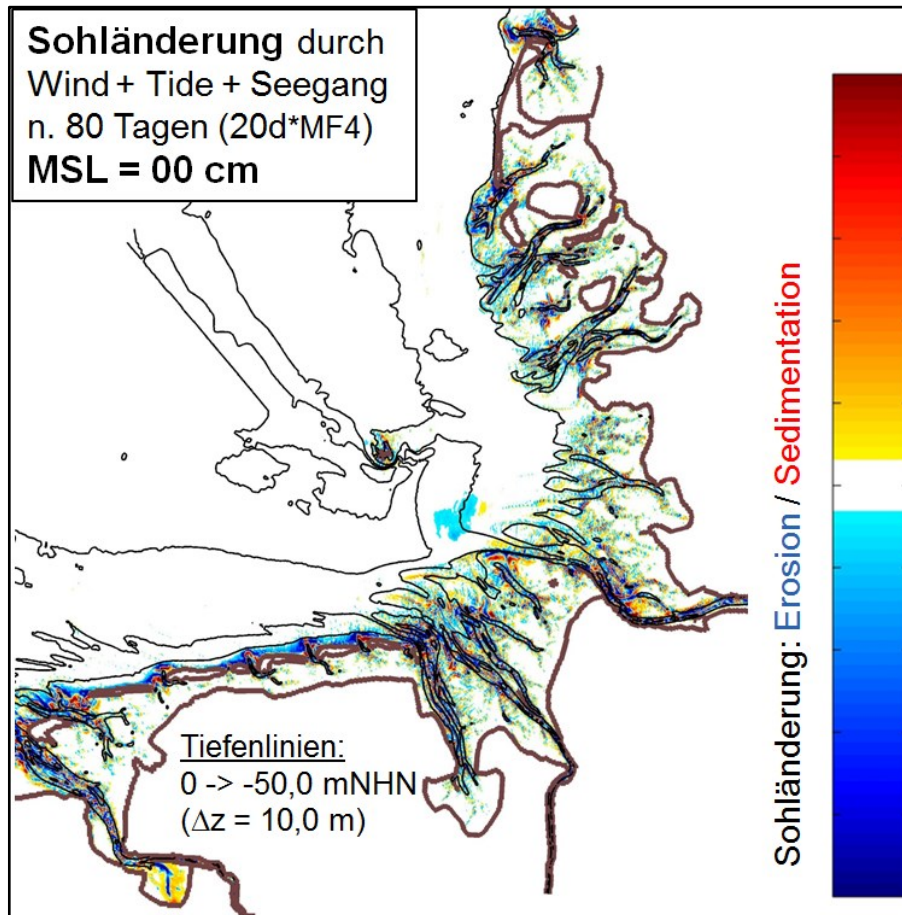 Sohländerung durch
Wind + Tide + Seegang
n. 80 Tagen (20d*MF4)
MSL = 00 cm
Tiefenlinien:
0 -> -50,0 mNHN
(Δz = 10,0 m)
Sohländerung: Erosion / Sedimentation